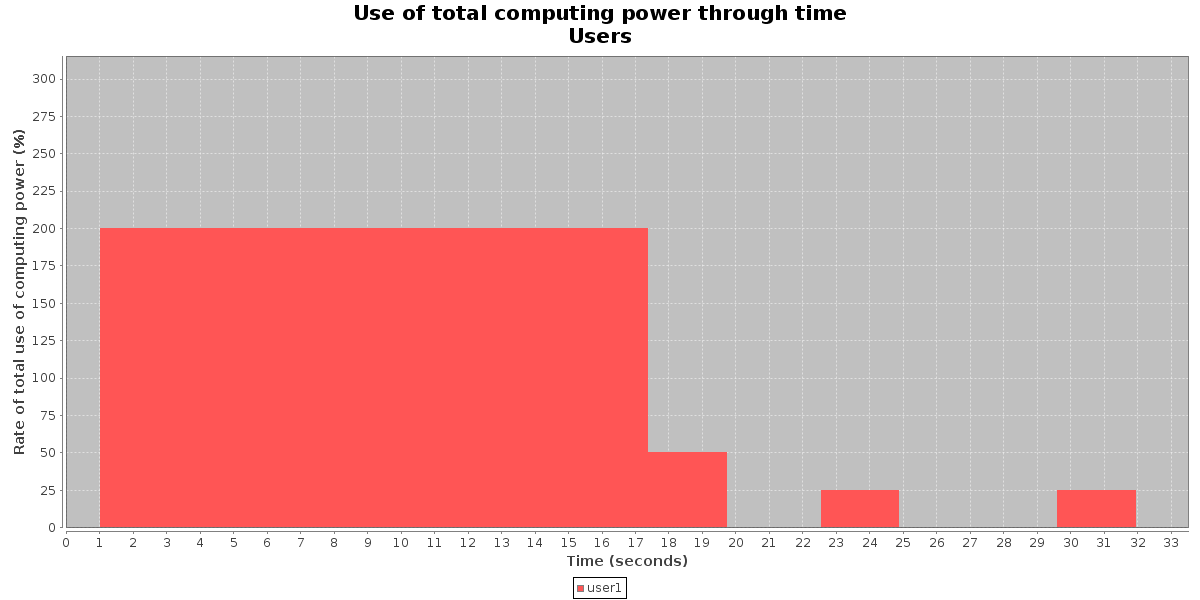 Use of total computing power through time
Users
Rate of total use of computing power (%)
300
275
250
225
200
175
150
125
100
75
50
25
0
0 1 2 3 4 5 6 7 8 9 10 11 12 13 14 15 16 17 18 19 20 21 22 23 24 25 26 27 28 29 30 31 32 33
Time (seconds)
user1